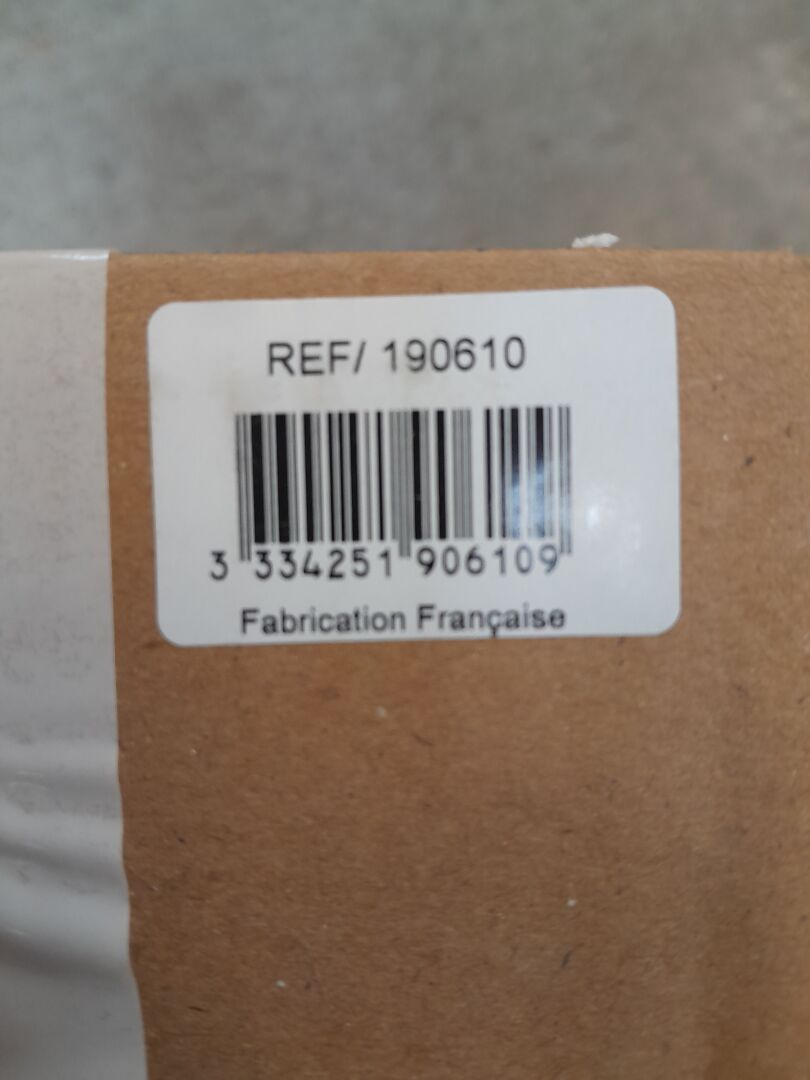 REF/ 190610
3 334251 906109
Fabrication Française